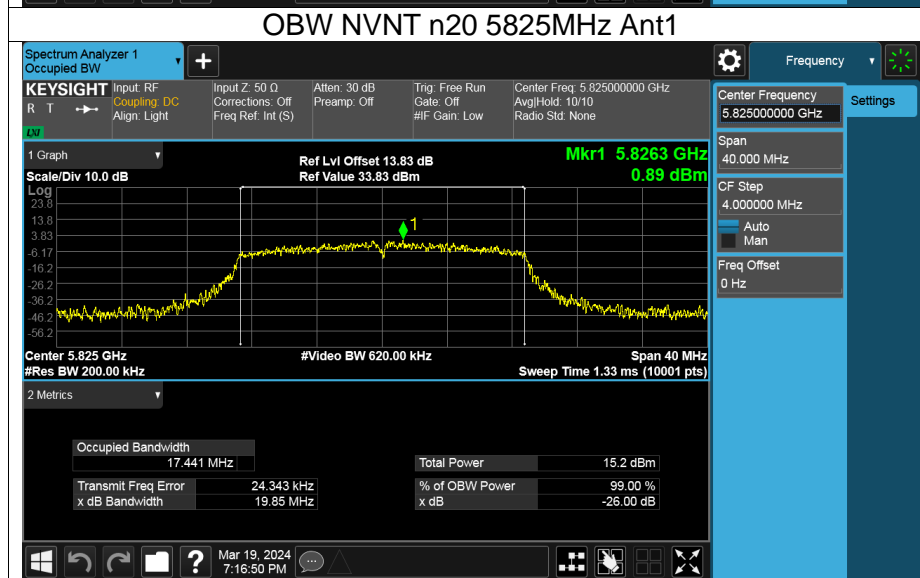 OBW NVNT n20 5825MHz Ant1
Spectrum Analyzer 1
Occupied BW
+
Frequency
KEYSIGHT
R T
LXI
Input: RF
Coupling: DC
Align: Light
Input Z: 50 Ω
Corrections: Off
Freq Ref: Int (S)
Atten: 30 dB
Preamp: Off
Trig: Free Run
Gate: Off
#IF Gain: Low
Center Freq: 5.825000000 GHz
Avg|Hold: 10/10
Radio Std: None
Center Frequency
5.825000000 GHz
Settings
Span
40.000 MHz
CF Step
4.000000 MHz
Auto
Man
Freq Offset
0 Hz
1 Graph
Scale/Div 10.0 dB
Ref Lvl Offset 13.83 dB
Ref Value 33.83 dBm
Mkr1 5.8263 GHz
0.89 dBm
Log
23.8
13.8
3.83
-6.17
-16.2
-26.2
-36.2
-46.2
-56.2
1
Center 5.825 GHz
#Video BW 620.00 kHz
Span 40 MHz
#Res BW 200.00 kHz
Sweep Time 1.33 ms (10001 pts)
2 Metrics
Occupied Bandwidth
17.441 MHz
Total Power 15.2 dBm
Transmit Freq Error 24.343 kHz
% of OBW Power 99.00 %
x dB Bandwidth 19.85 MHz
x dB -26.00 dB
?
Mar 19, 2024
7:16:50 PM